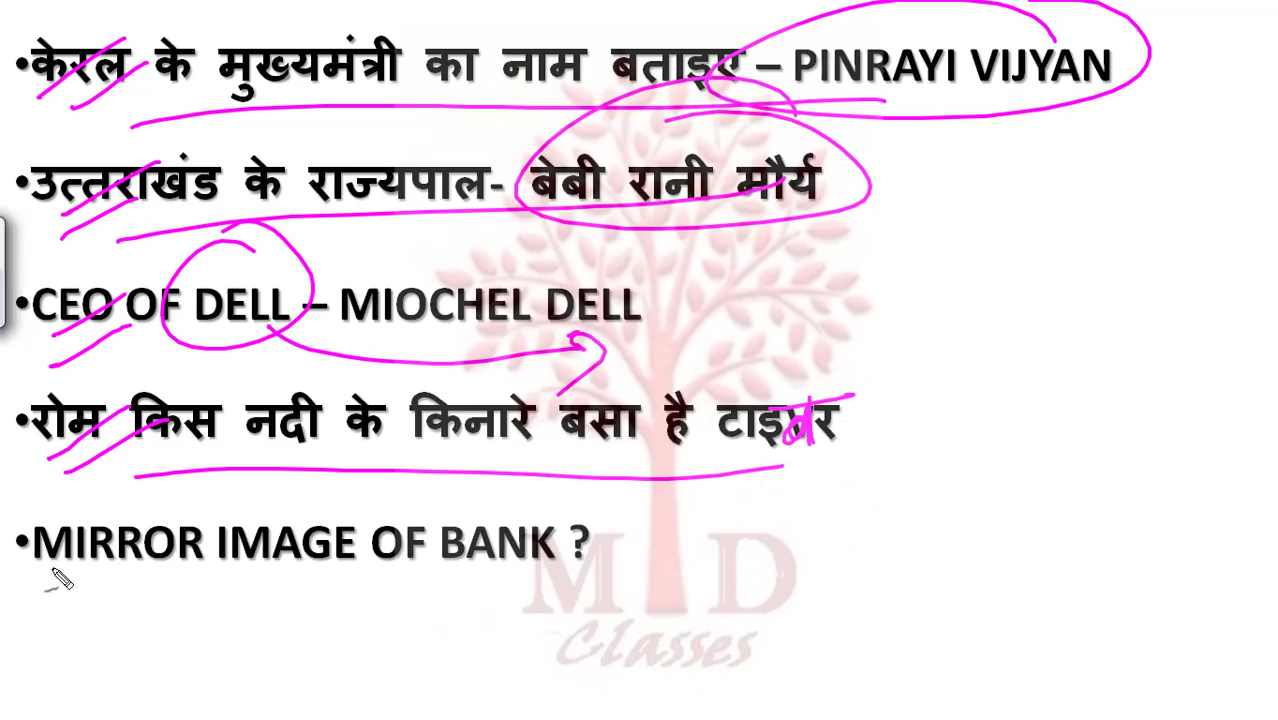 •केरल के मुख्यमंत्री का नाम बताइए – PINRAYI VIJYAN
•उत्तराखंड के राज्यपाल- बेबी रानी मौर्य
•CEO OF DELL – MIOCHEL DELL
•रोम किस नदी के किनारे बसा है
•MIRROR IMAGE OF BANK ?
MD
Classes